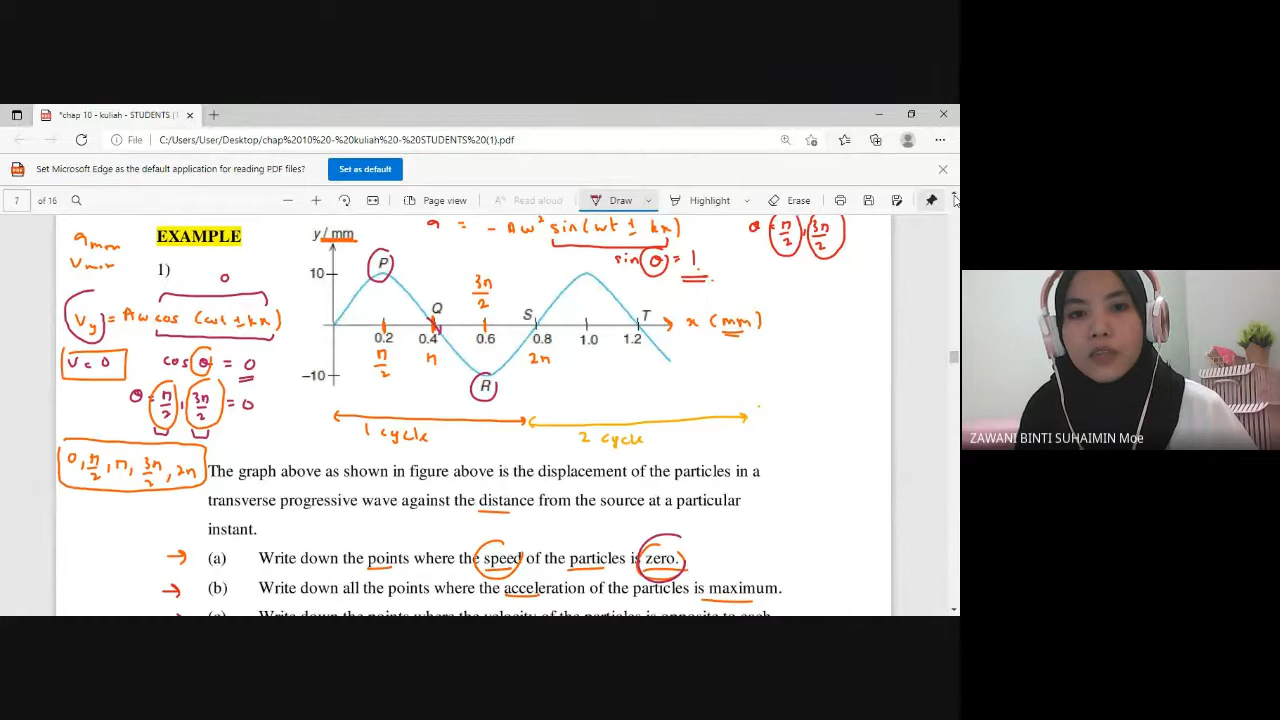 *chap 10 - kuliah - STUDENTS (1
File
C:/Users/User/Desktop/chap%2010%20-%20kuliah%20-%20STUDENTS%20(1).pdf
Set Microsoft Edge as the default application for reading PDF files?
Set as default
7
of 16
Page view
Read aloud
Draw
Highlight
Erase
EXAMPLE
1)
0
Vy = Aw cos (wt ± kx)
V = 0
cos θ = 0
θ = π/2, 3π/2 = 0
0, π/2, π, 3π/2, 2π
a = - Aw² sin (wt ± kx)
sin θ = 1
θ = π/2, 3π/2
y/mm
10
P
3π/2
Q
S
T
x (mm)
0.2
0.4
0.6
0.8
1.0
1.2
π/2
π
2π
-10
R
1 cycle
2 cycle
The graph above as shown in figure above is the displacement of the particles in a
transverse progressive wave against the distance from the source at a particular
instant.
(a) Write down the points where the speed of the particles is zero.
(b) Write down all the points where the acceleration of the particles is maximum.
ZAWANI BINTI SUHAIMIN Moe